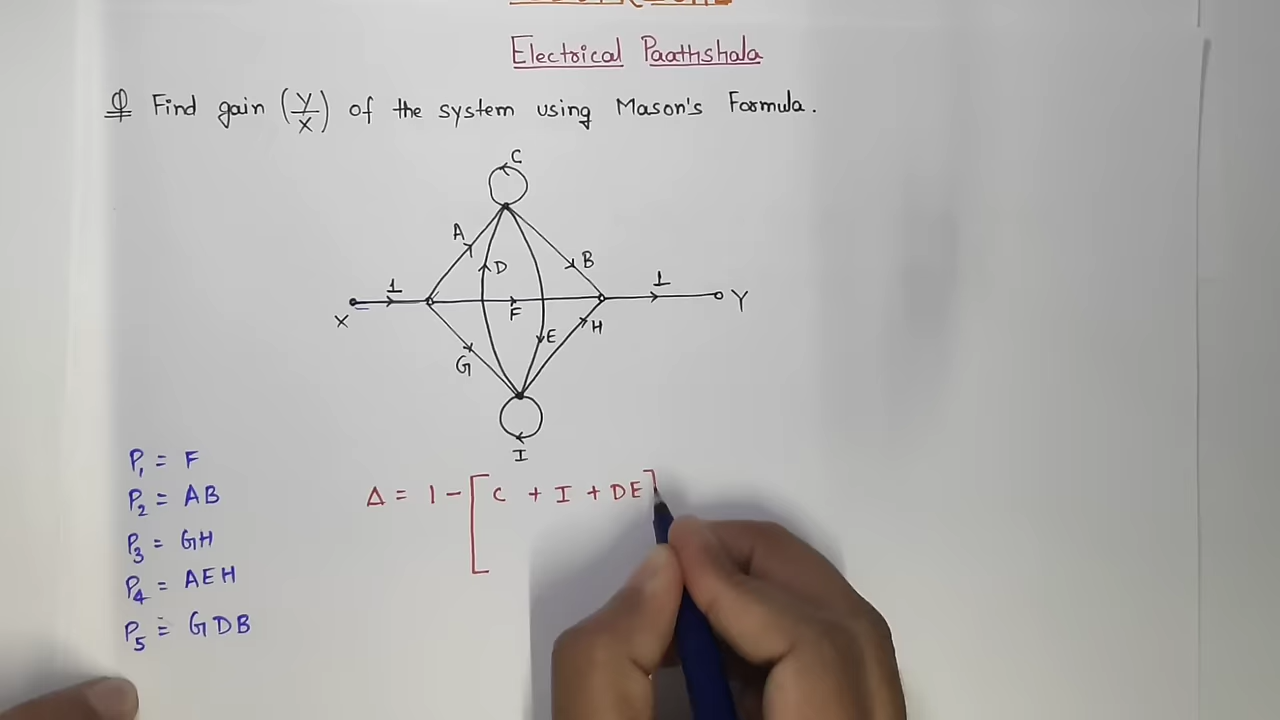 Electrical Paathshala
Q Find gain (Y/X) of the system using Mason's Formula.
C
A
B
D
1
1
X
F
Y
E
H
G
I
P1 = F
P2 = AB
P3 = GH
P4 = AEH
P5 = GDB
Δ = 1 - [ C + I + DE ]